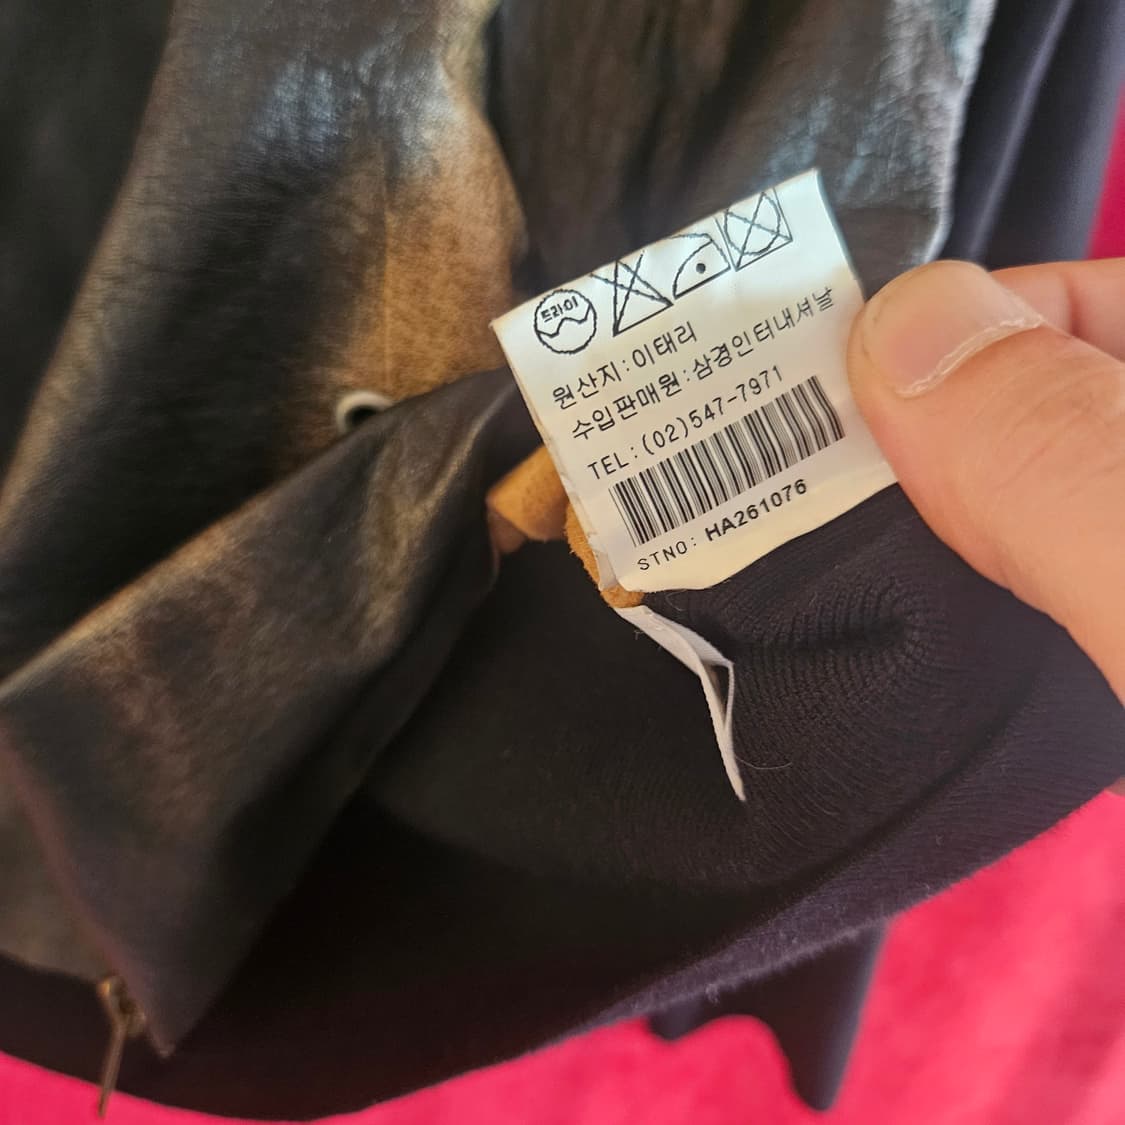 드라이
원산지:이태리
수입판매원:삼경인터내셔날
TEL:(02)547-7971
STNO: HA261076